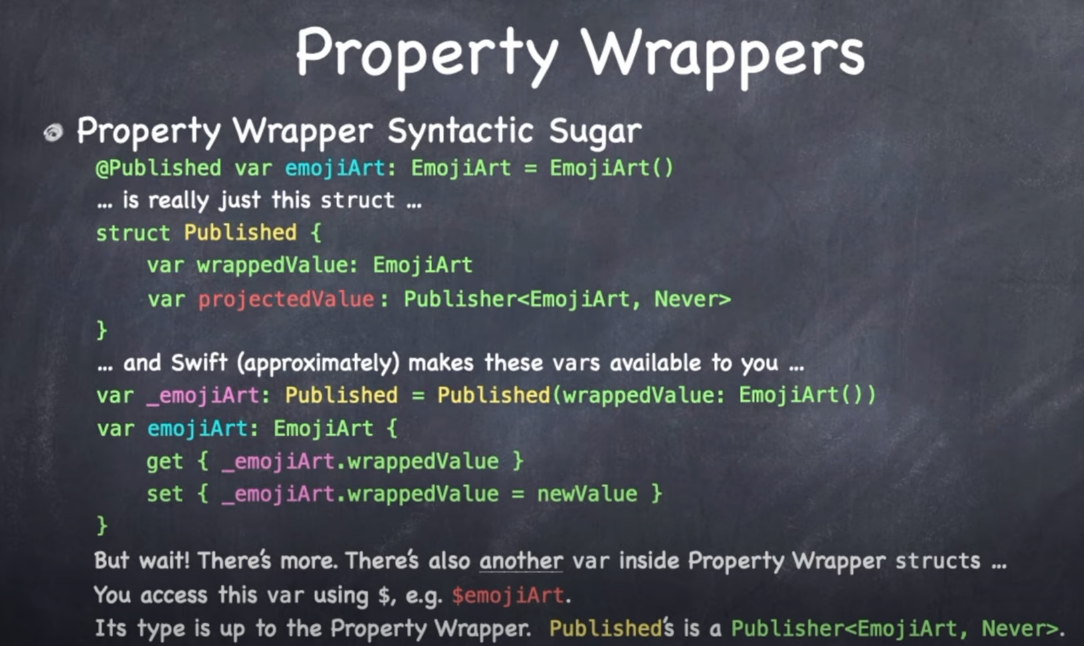 Property Wrappers
Property Wrapper Syntactic Sugar
@Published var emojiArt: EmojiArt = EmojiArt()
… is really just this struct …
struct Published {
    var wrappedValue: EmojiArt
    var projectedValue: Publisher<EmojiArt, Never>
}
… and Swift (approximately) makes these vars available to you …
var _emojiArt: Published = Published(wrappedValue: EmojiArt())
var emojiArt: EmojiArt {
    get { _emojiArt.wrappedValue }
    set { _emojiArt.wrappedValue = newValue }
}
But wait! There's more. There's also another var inside Property Wrapper structs …
You access this var using $, e.g. $emojiArt.
Its type is up to the Property Wrapper. Published's is a Publisher<EmojiArt, Never>.